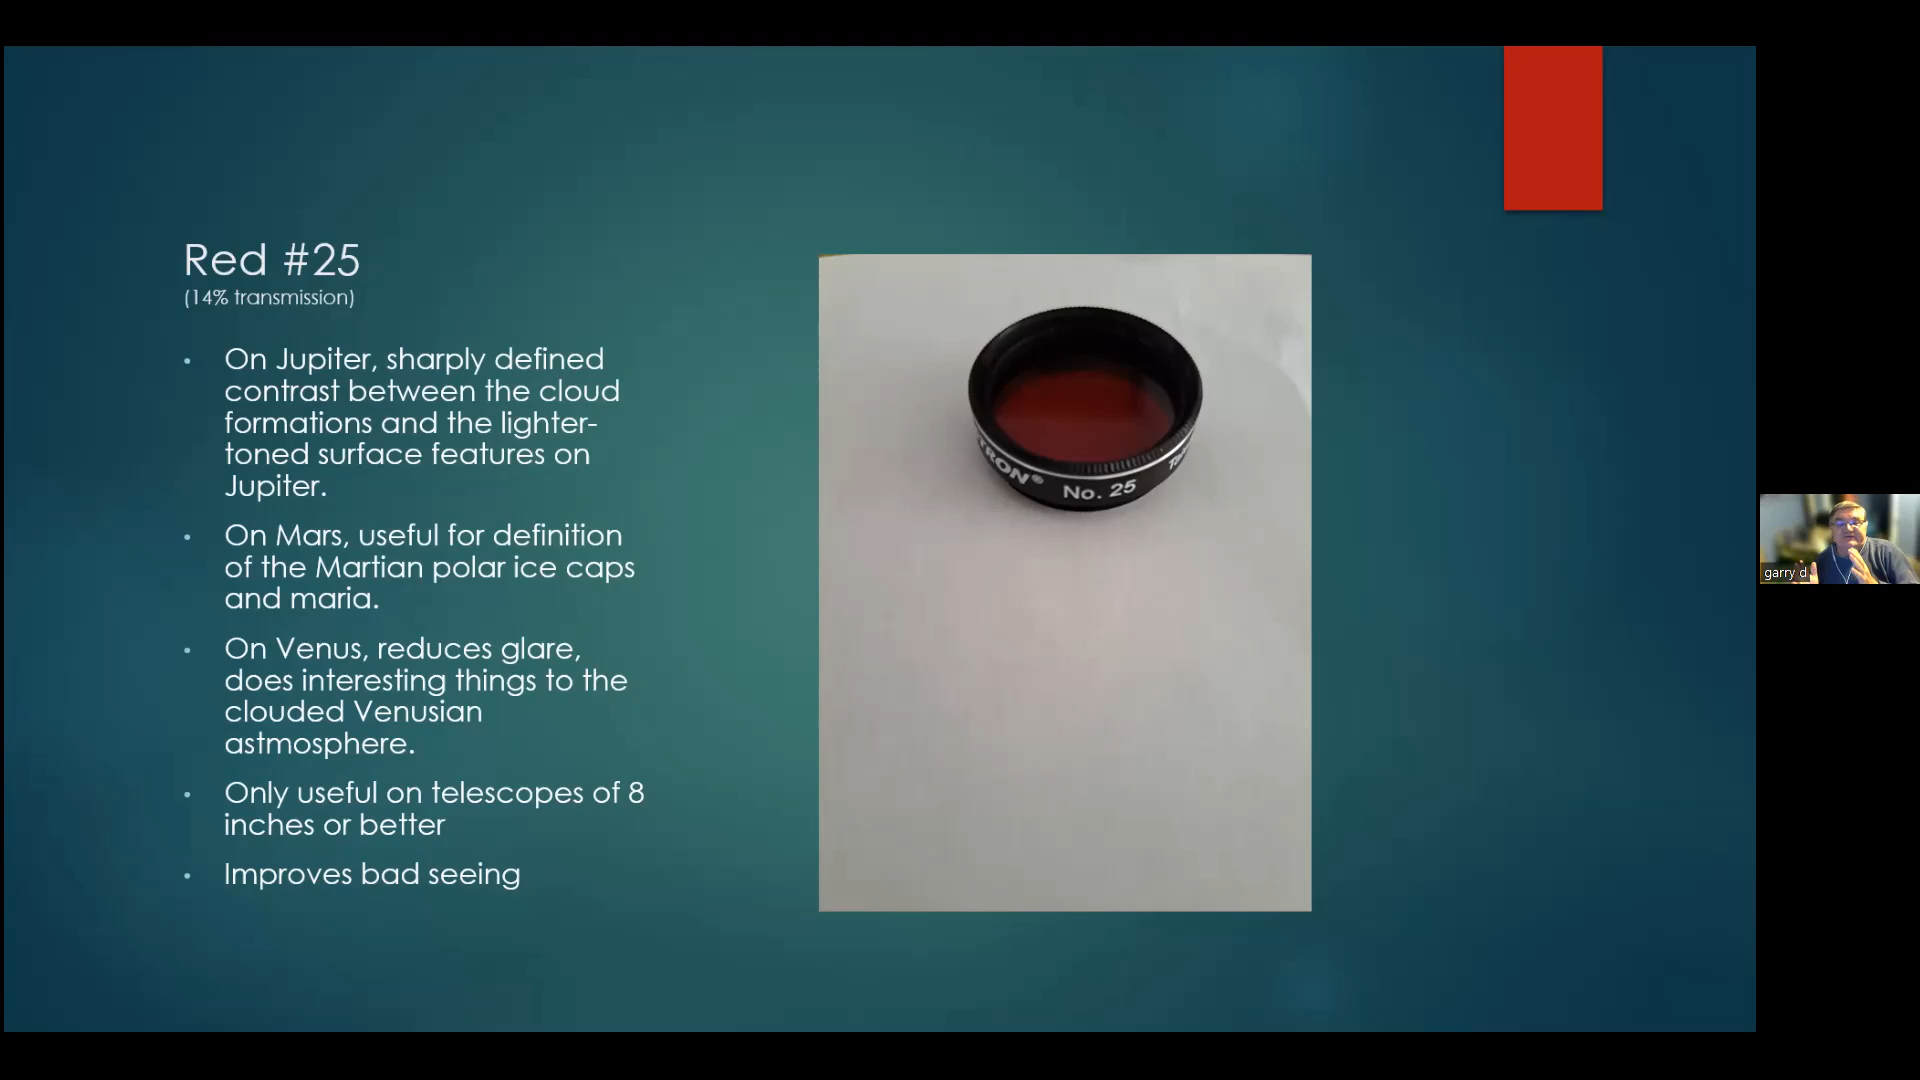 Red #25
(14% transmission)
• On Jupiter, sharply defined
contrast between the cloud
formations and the lighter-
toned surface features on
Jupiter.
• On Mars, useful for definition
of the Martian polar ice caps
and maria.
• On Venus, reduces glare,
does interesting things to the
clouded Venusian
astmosphere.
• Only useful on telescopes of 8
inches or better
• Improves bad seeing
TRON® No. 25
garry d